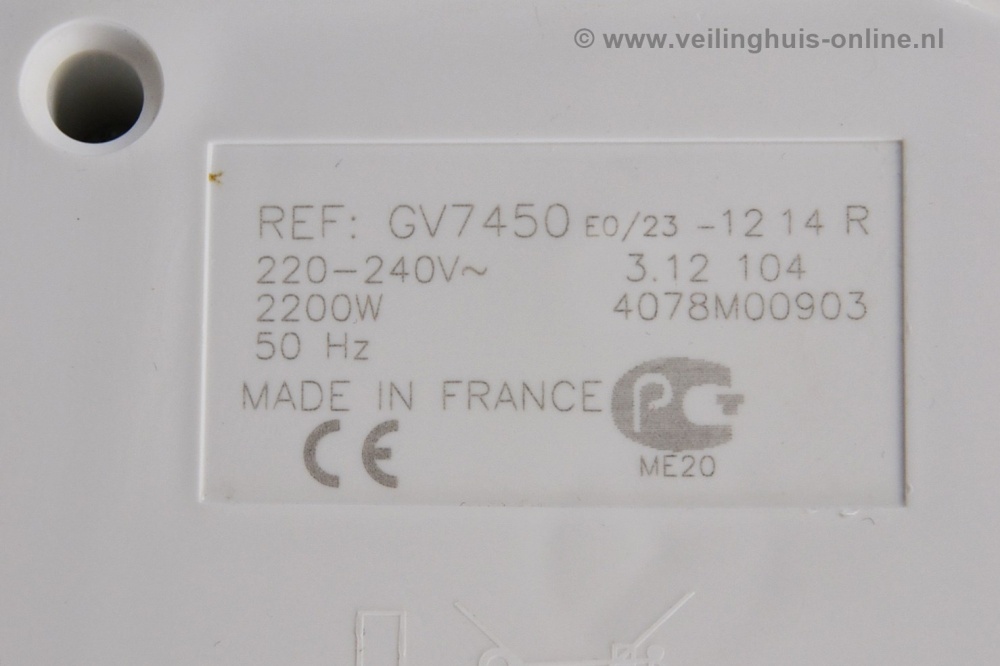 © www.veilinghuis-online.nl
REF: GV7450 E0/23 -12 14 R
220-240V~ 3.12 104
2200W 4078M00903
50 Hz
MADE IN FRANCE PCT
CE ME20